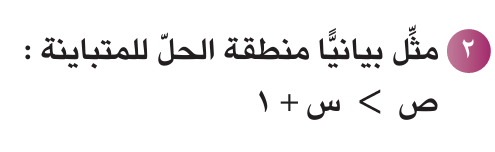 ٢ مثِّل بيانيًّا منطقة الحلّ للمتباينة :
ص < س + ١